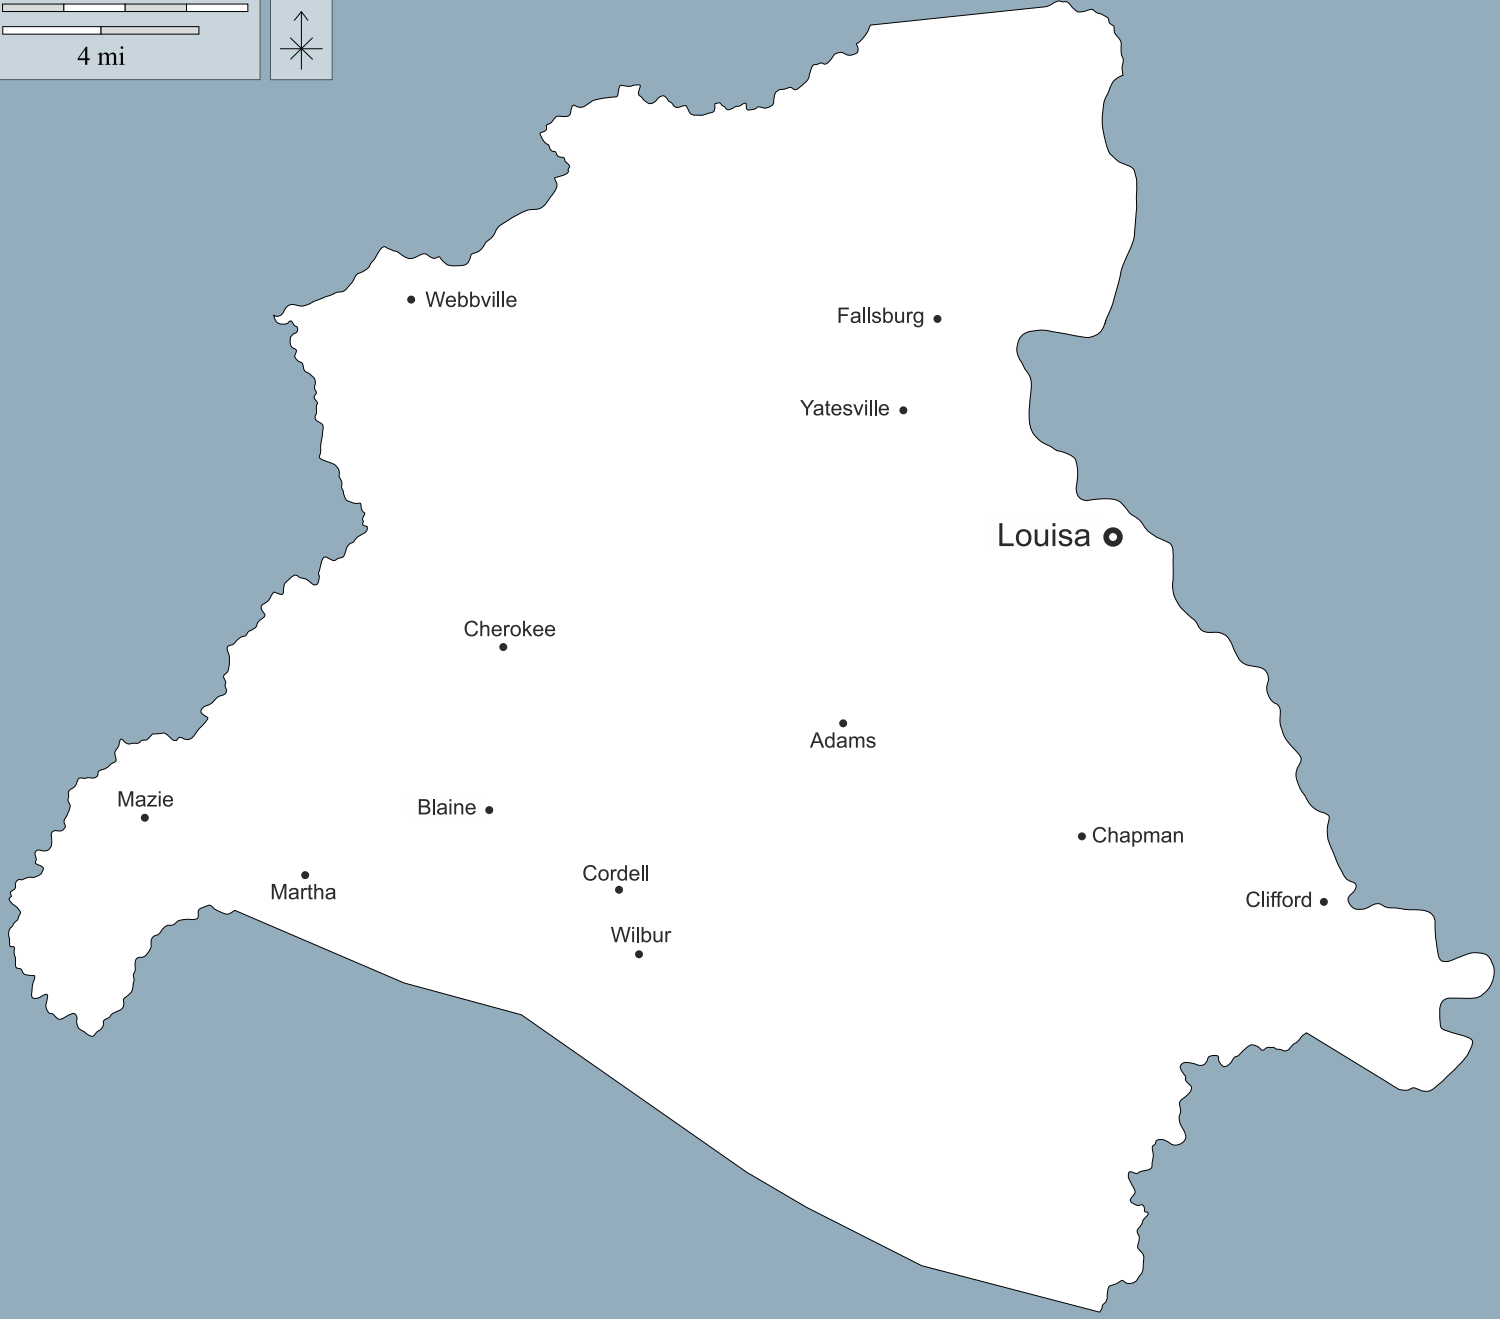 4 mi
Webbville
Fallsburg
Yatesville
Louisa
Cherokee
Adams
Mazie
Blaine
Chapman
Cordell
Martha
Clifford
Wilbur